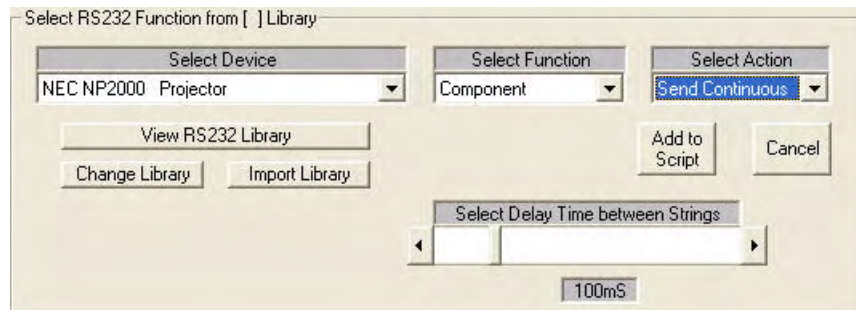 Select RS232 Function from [ ] Library
Select Device
Select Function
Select Action
NEC NP2000 Projector
Component
Send Continuous
View RS232 Library
Add to
Script
Cancel
Change Library
Import Library
Select Delay Time between Strings
100mS